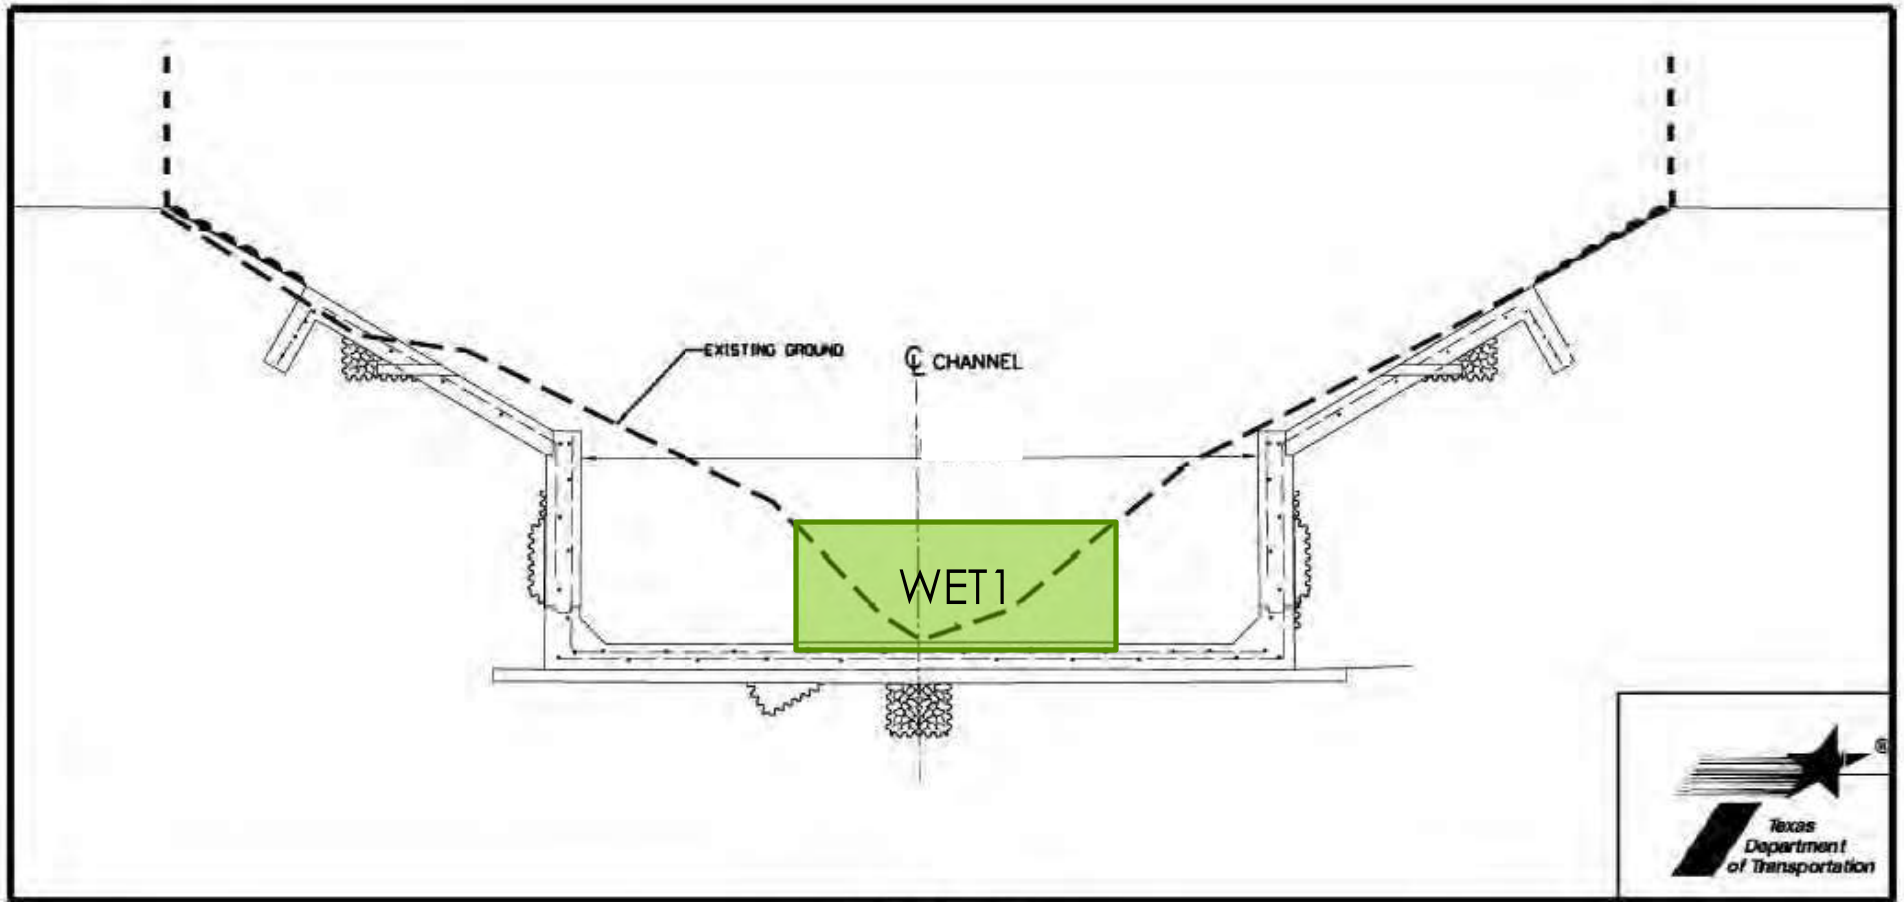 EXISTING GROUND
℄ CHANNEL
WET1
®
Texas
Department
of Transportation